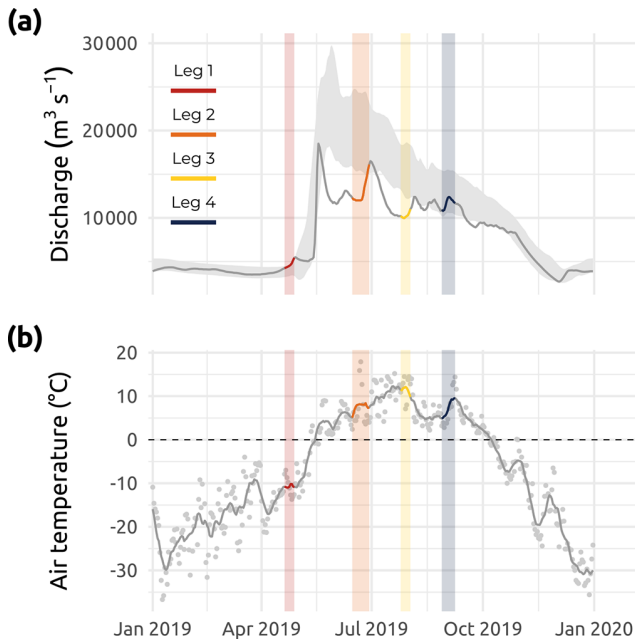 (a)
Discharge (m³ s⁻¹)
30000
20000
10000
Leg 1
Leg 2
Leg 3
Leg 4
(b)
Air temperature (°C)
20
10
0
-10
-20
-30
Jan 2019 Apr 2019 Jul 2019 Oct 2019 Jan 2020